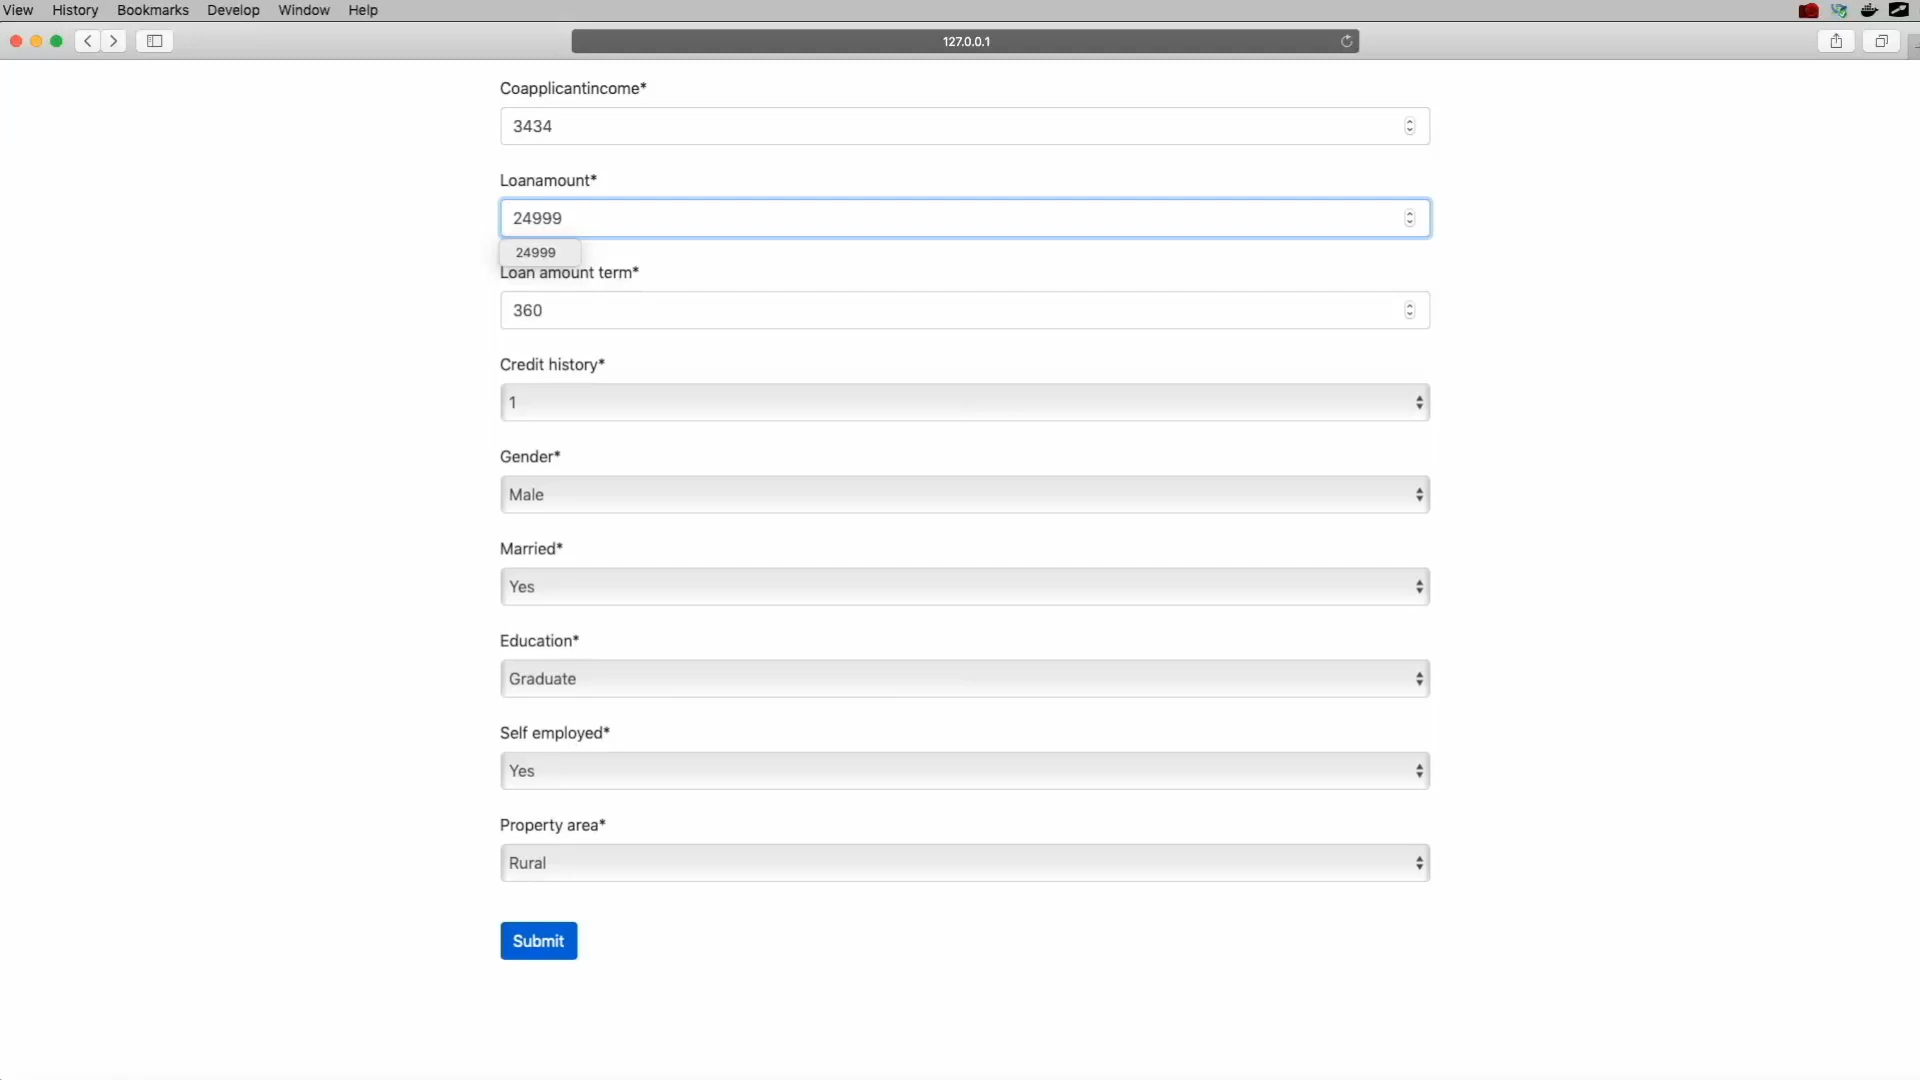 View History Bookmarks Develop Window Help
127.0.0.1
Coapplicantincome*
3434
Loanamount*
24999
24999
Loan amount term*
360
Credit history*
1
Gender*
Male
Married*
Yes
Education*
Graduate
Self employed*
Yes
Property area*
Rural
Submit